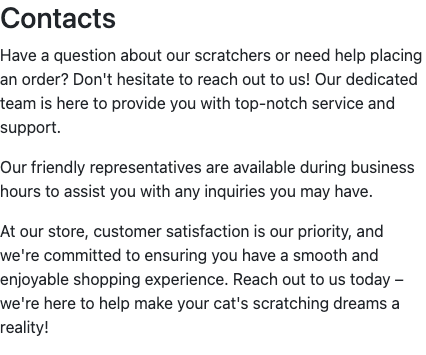 Contacts
Have a question about our scratchers or need help placing
an order? Don't hesitate to reach out to us! Our dedicated
team is here to provide you with top-notch service and
support.
Our friendly representatives are available during business
hours to assist you with any inquiries you may have.
At our store, customer satisfaction is our priority, and
we're committed to ensuring you have a smooth and
enjoyable shopping experience. Reach out to us today –
we're here to help make your cat's scratching dreams a
reality!